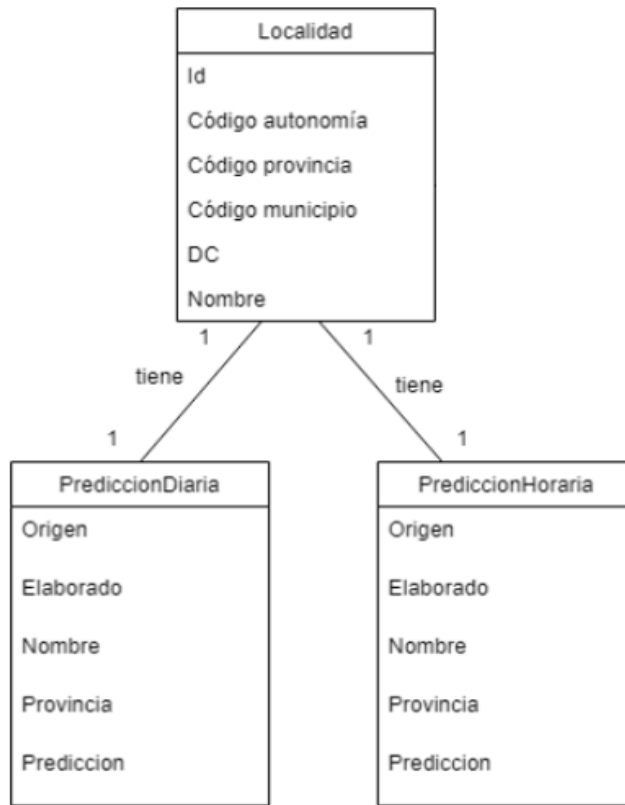 Localidad
Id
Código autonomía
Código provincia
Código municipio
DC
Nombre
1
1
tiene
tiene
1
1
PrediccionDiaria
Origen
Elaborado
Nombre
Provincia
Prediccion
PrediccionHoraria
Origen
Elaborado
Nombre
Provincia
Prediccion